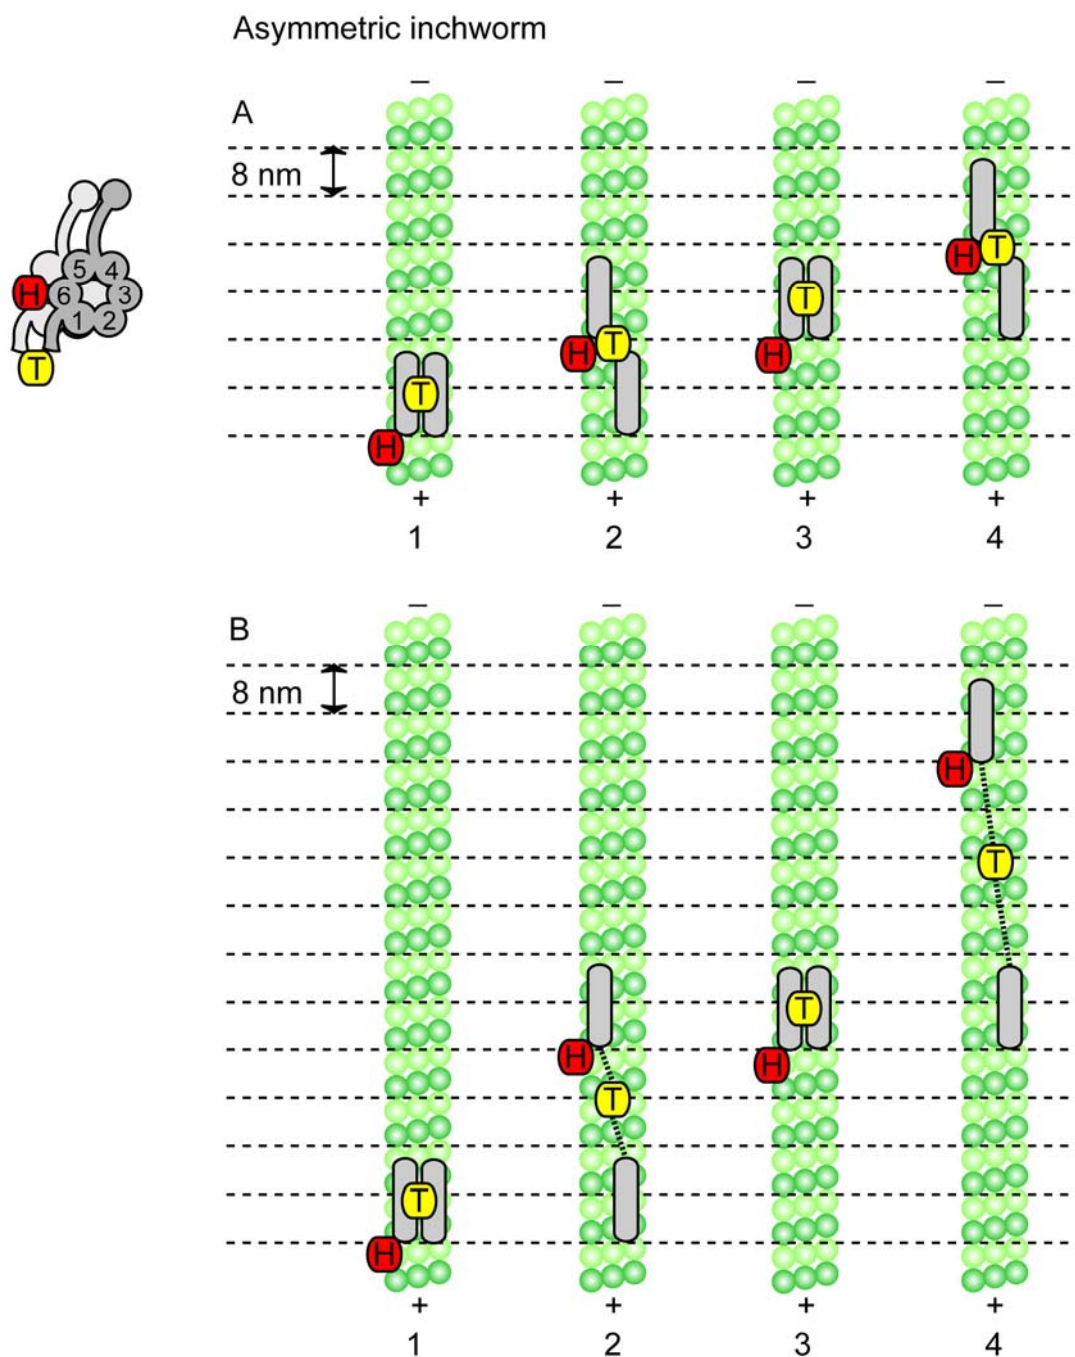 Asymmetric inchworm
A
– – – –
8 nm
5 4
H 6 3
1 2
T
T
H
H T
T
H
H T
+ + + +
1 2 3 4
B
– – – –
8 nm
H
T
H
T
T
H
T
H
+ + + +
1 2 3 4